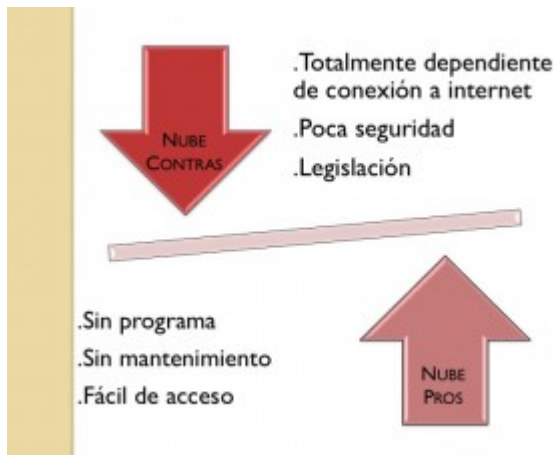 NUBE
CONTRAS
.Totalmente dependiente
de conexión a internet
.Poca seguridad
.Legislación
.Sin programa
.Sin mantenimiento
.Fácil de acceso
NUBE
PROS